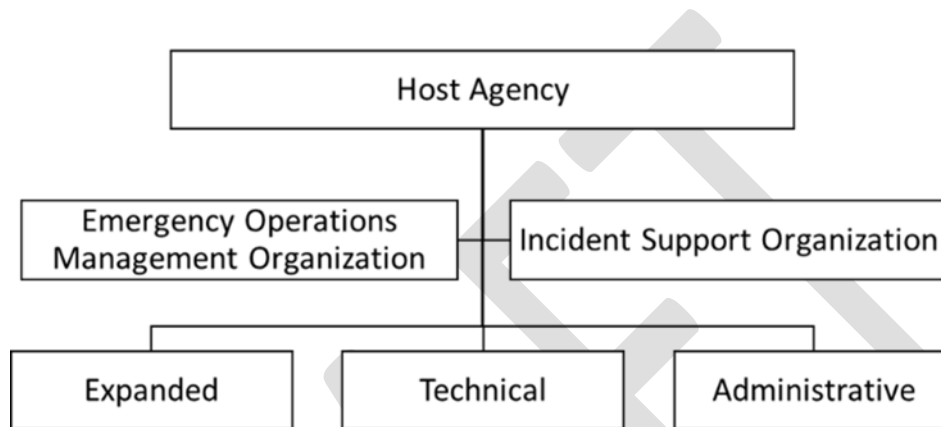 Host Agency
Emergency Operations
Management Organization
Incident Support Organization
Expanded
Technical
Administrative